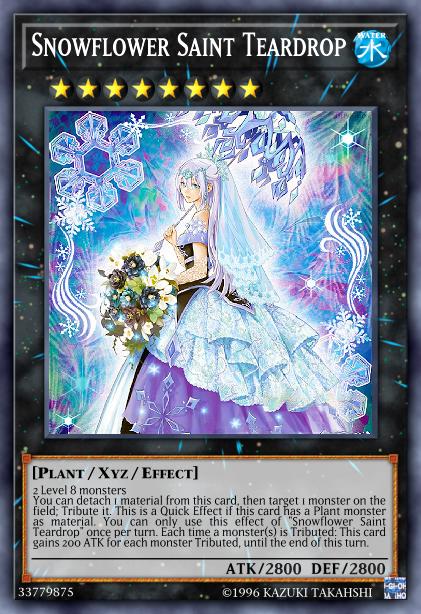 SNOWFLOWER SAINT TEARDROP
WATER
水
[PLANT / XYZ / EFFECT]
2 Level 8 monsters
You can detach 1 material from this card, then target 1 monster on the
field; Tribute it. This is a Quick Effect if this card has a Plant monster
as material. You can only use this effect of "Snowflower Saint
Teardrop" once per turn. Each time a monster(s) is Tributed: This card
gains 200 ATK for each monster Tributed, until the end of this turn.
ATK/2800 DEF/2800
33779875
©1996 KAZUKI TAKAHSHI